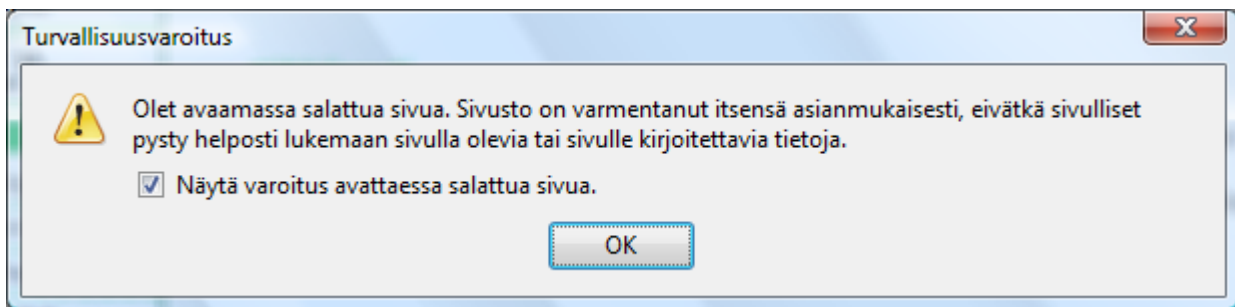 Turvallisuusvaroitus
Olet avaamassa salattua sivua. Sivusto on varmentanut itsensä asianmukaisesti, eivätkä sivulliset
pysty helposti lukemaan sivulla olevia tai sivulle kirjoitettavia tietoja.
Näytä varoitus avattaessa salattua sivua.
OK